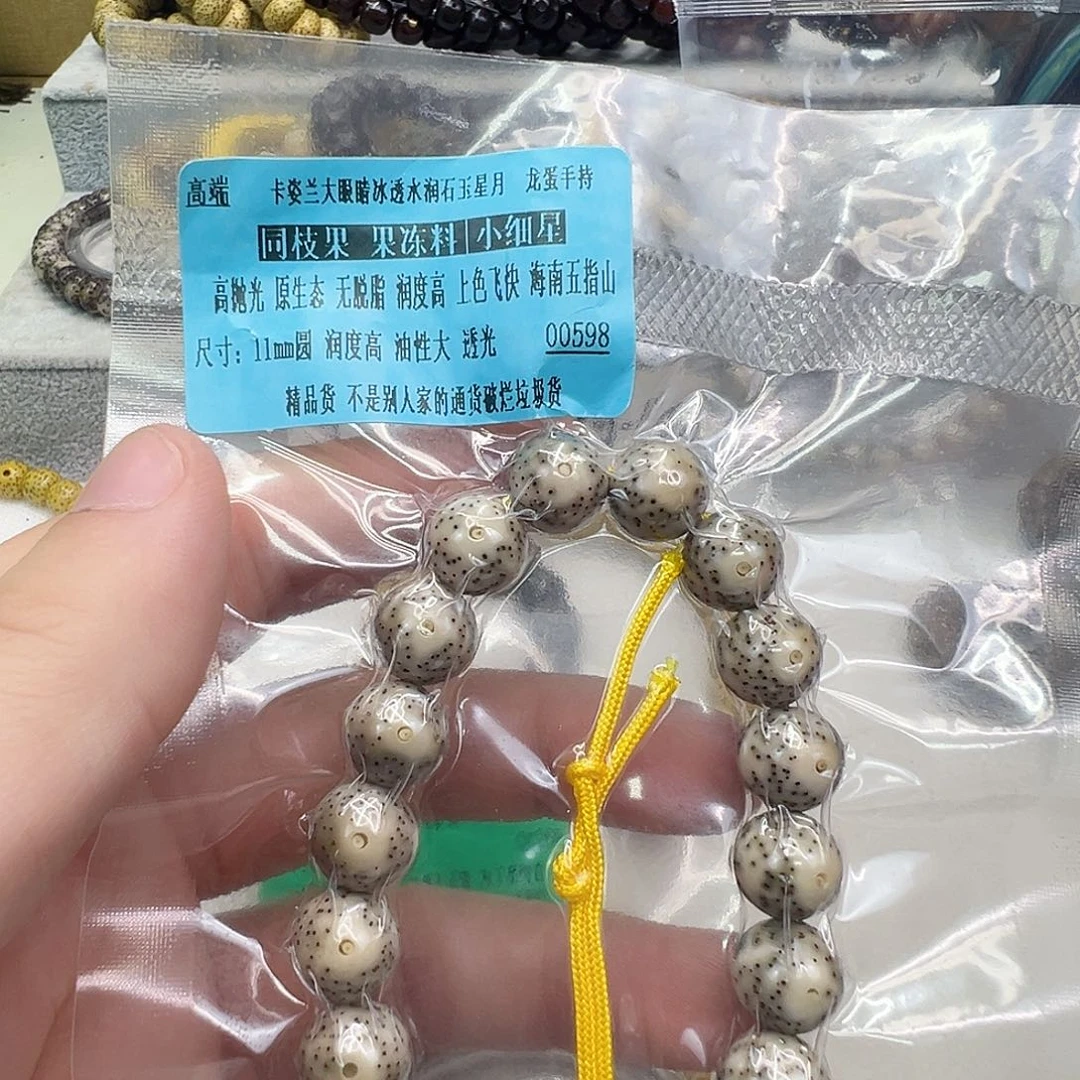 高端 卡姿兰大眼睛冰透水润石玉星月 龙蛋手持
同枝果 果冻料 小细星
高抛光 原生态 无脱脂 润度高 上色飞快 海南五指山
尺寸：11mm圆 润度高 油性大 透光 00598
精品货 不是别人家的通货破烂垃圾货